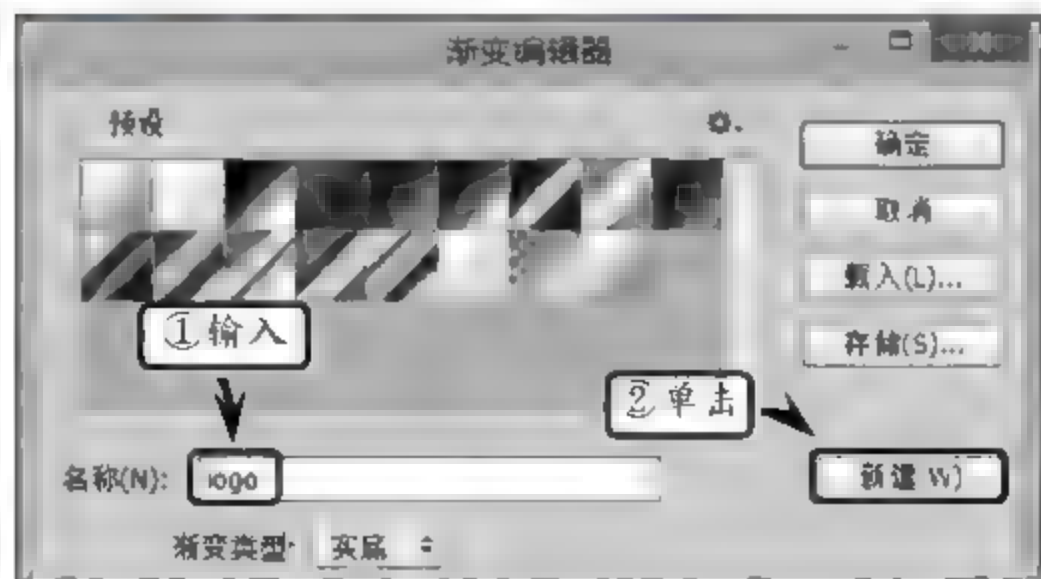 渐变编辑器
预设
确定
取消
载入(L)...
①输入
存储(S)...
②单击
名称(N): logo
新建(W)
渐变类型: 实底